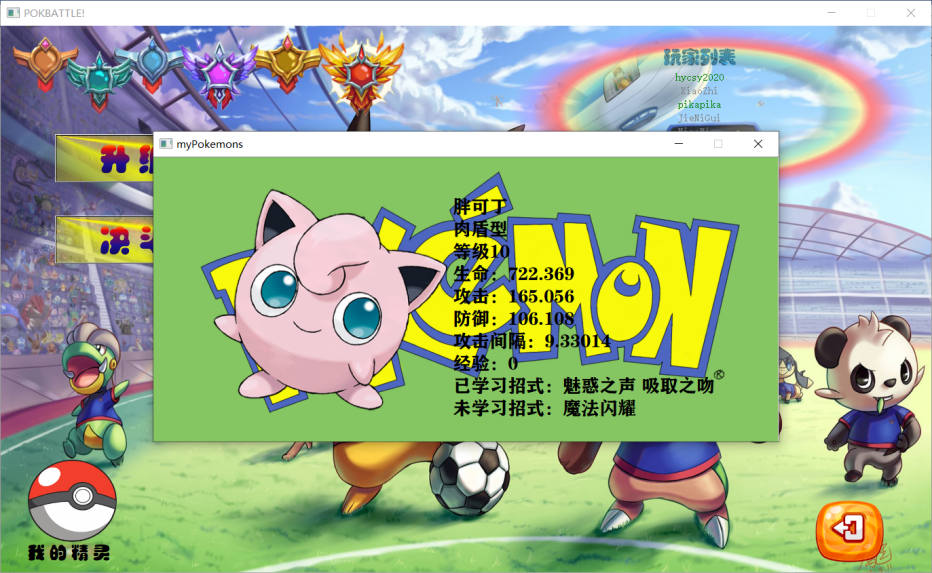 POKBATTLE!
玩家列表
hycsy2020
XiaoZhi
pikapika
JieNiGui
myPokemons
升
决
胖可丁
肉盾型
等级10
生命：722.369
攻击：165.056
防御：106.108
攻击间隔：9.33014
经验：0
已学习招式：魅惑之声 吸取之吻
未学习招式：魔法闪耀
®
我的精灵